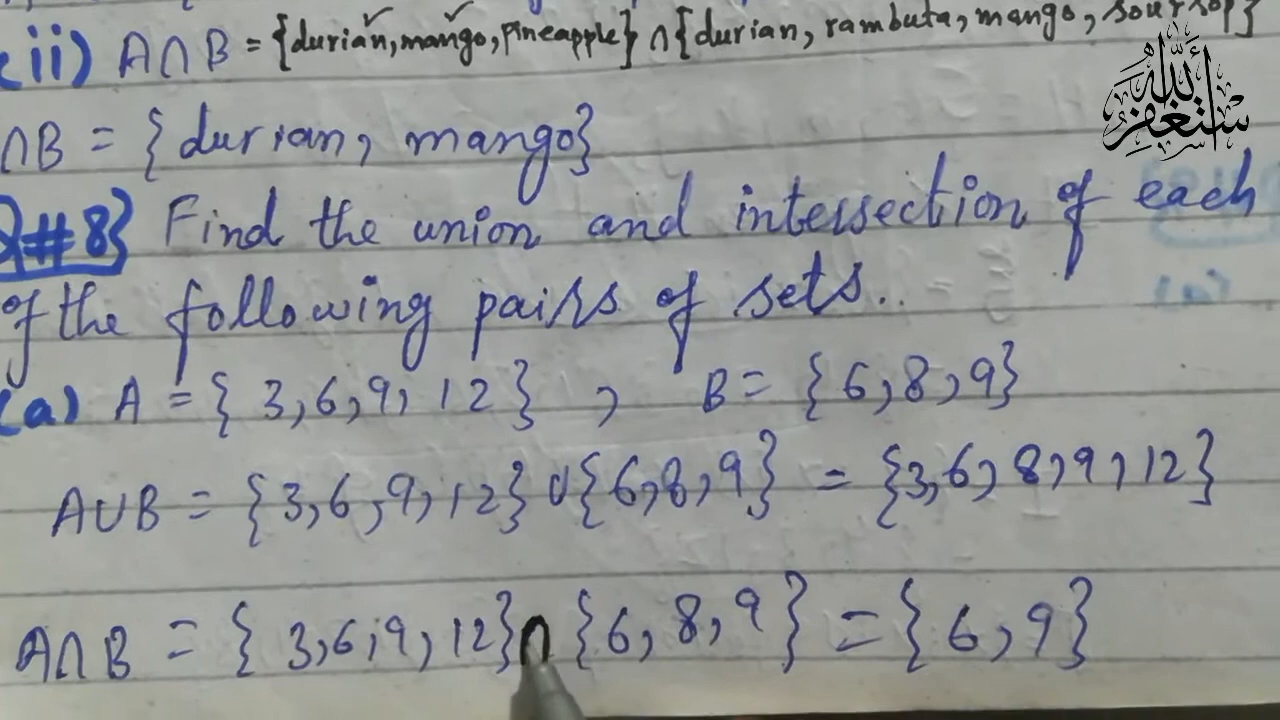 (ii) A∩B = {durian, mango, pineapple} ∩ {durian, rambuta, mango, soursop}
∩B = {durian, mango}
Q#8} Find the union and intersection of each
of the following pairs of sets..
(a) A = {3,6,9,12} , B = {6,8,9}
A∪B = {3,6,9,12} ∪ {6,8,9} = {3,6,8,9,12}
A∩B = {3,6,9,12} ∩ {6,8,9} = {6,9}
أستغفر الله